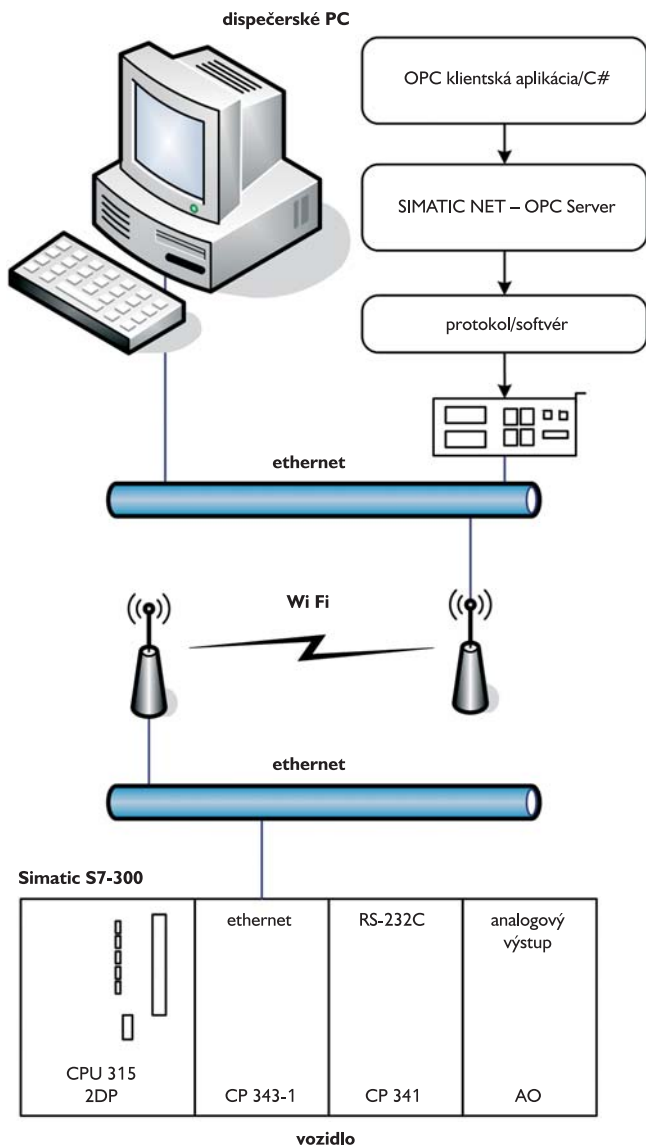 dispečerské PC
OPC klientská aplikácia/C#
SIMATIC NET – OPC Server
protokol/softvér
ethernet
Wi Fi
ethernet
Simatic S7-300
ethernet
RS-232C
analogový
výstup
CPU 315
2DP
CP 343-1
CP 341
AO
vozidlo